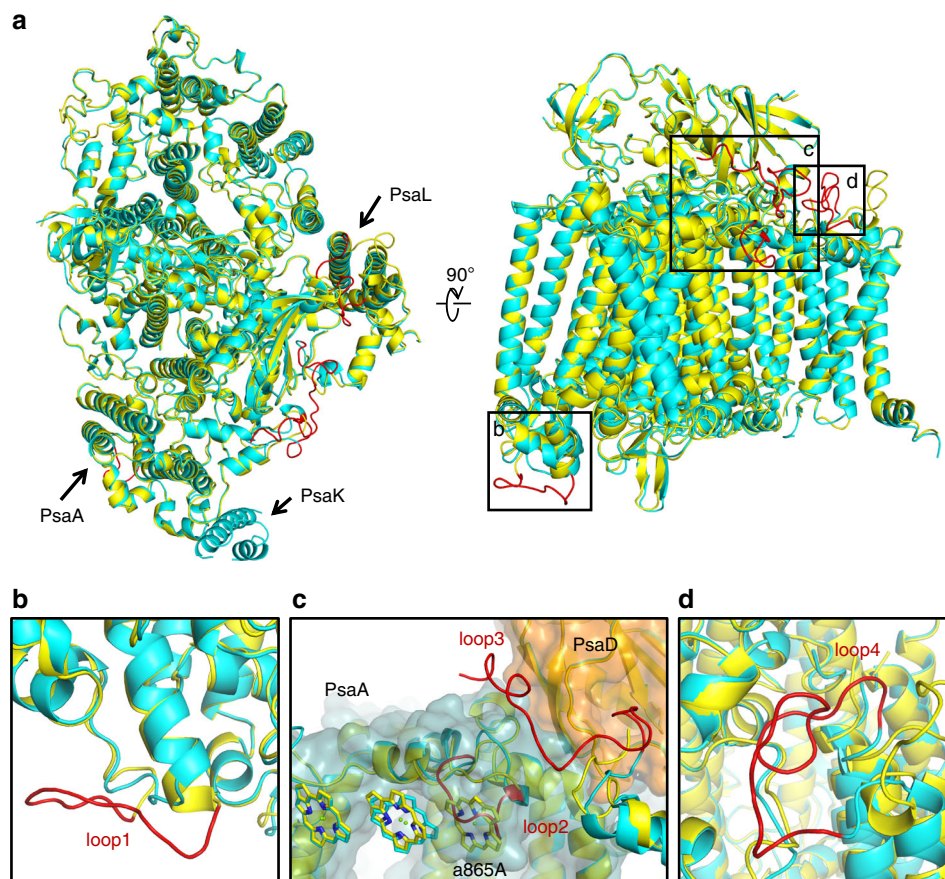 a
PsaL
90°
c
d
b
PsaA
PsaK
b
c
d
loop3
PsaD
loop4
PsaA
loop1
loop2
a865A